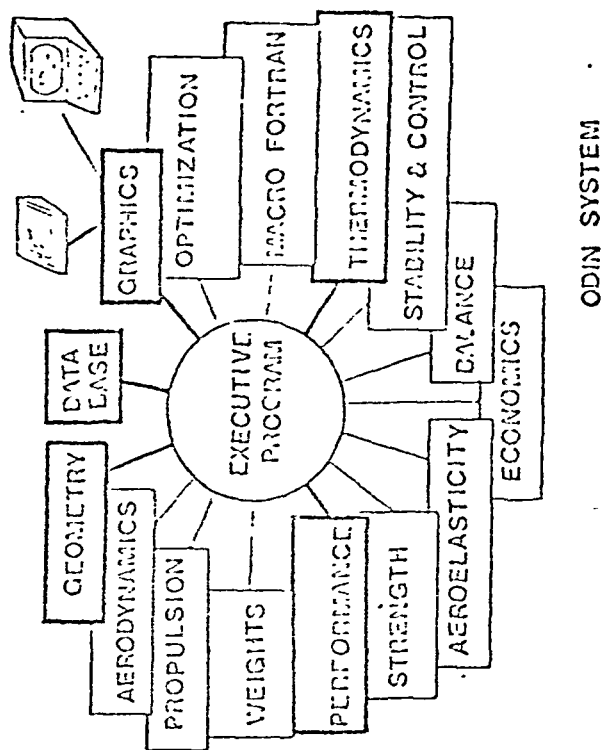 GEOMETRY
AERODYNAMICS
PROPULSION
WEIGHTS
PERFORMANCE
STRENGTH
AEROELASTICITY
ECONOMICS
BALANCE
STABILITY & CONTROL
THERMODYNAMICS
MACRO FORTRAN
OPTIMIZATION
GRAPHICS
DATA
BASE
EXECUTIVE
PROGRAM
ODIN SYSTEM